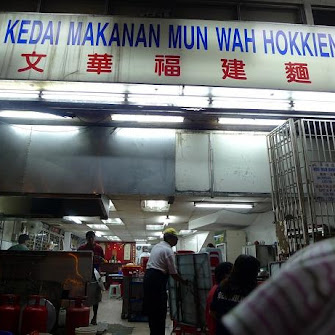 KEDAI MAKANAN MUN WAH HOKKIEN
文華福建麵